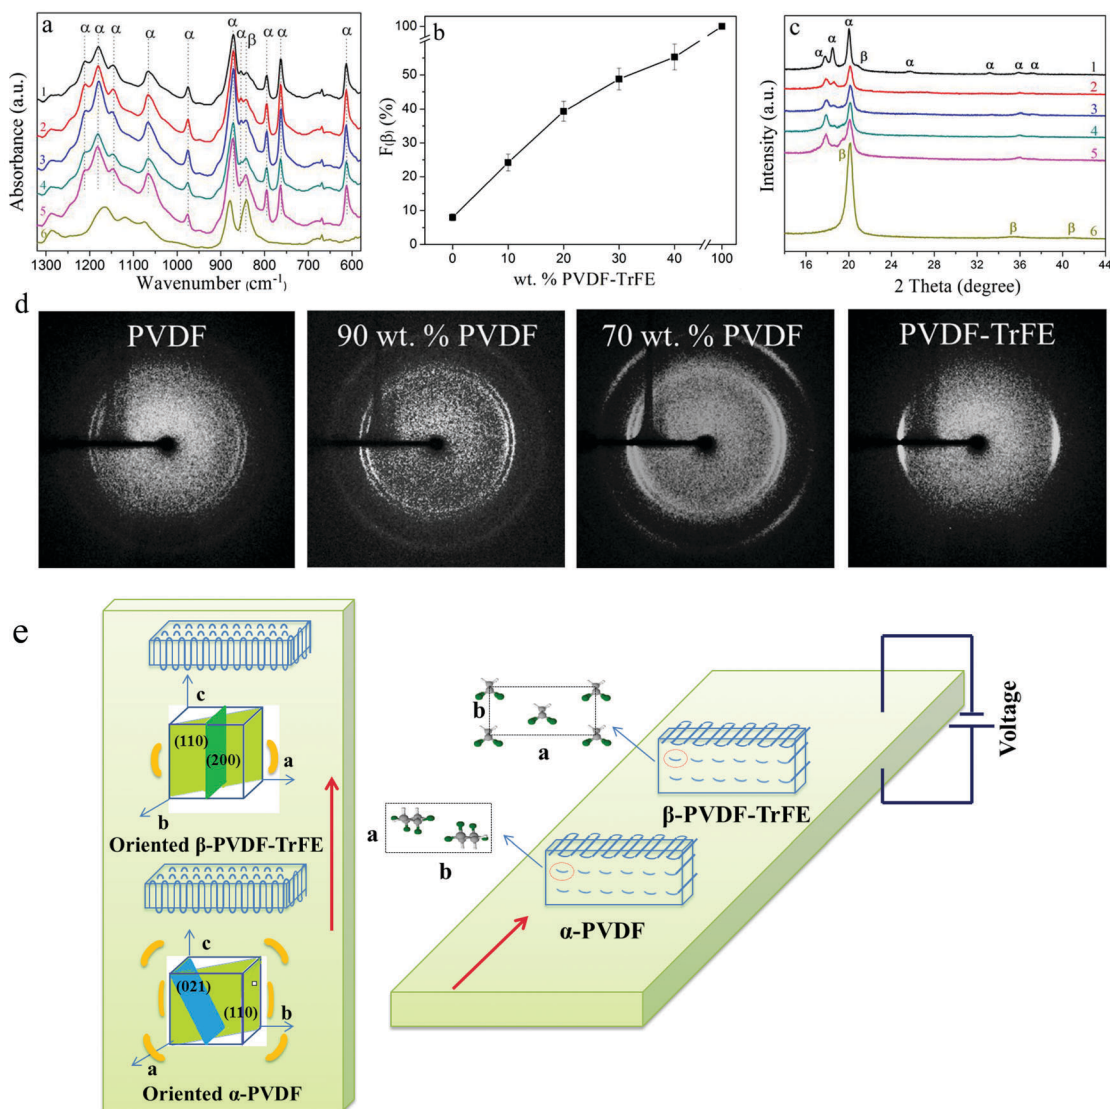 a
α α α α α α α β α α
Absorbance (a.u.)
1
2
3
4
5
6
1320 1200 1100 1000 900 800 700 600
Wavenumber (cm⁻¹)
b
F(β) (%)
100
50
40
30
20
10
0
0 10 20 30 40 100
wt. % PVDF-TrFE
c
α α α β α α α α
Intensity (a.u.)
1
2
3
4
5
β
β β 6
16 20 24 28 32 36 40 44
2 Theta (degree)
d
PVDF
90 wt. % PVDF
70 wt. % PVDF
PVDF-TrFE
e
c
(110)
(200)
a
b
Oriented β-PVDF-TrFE
c
(021)
(110)
b
a
Oriented α-PVDF
b
a
β-PVDF-TrFE
a
b
α-PVDF
Voltage